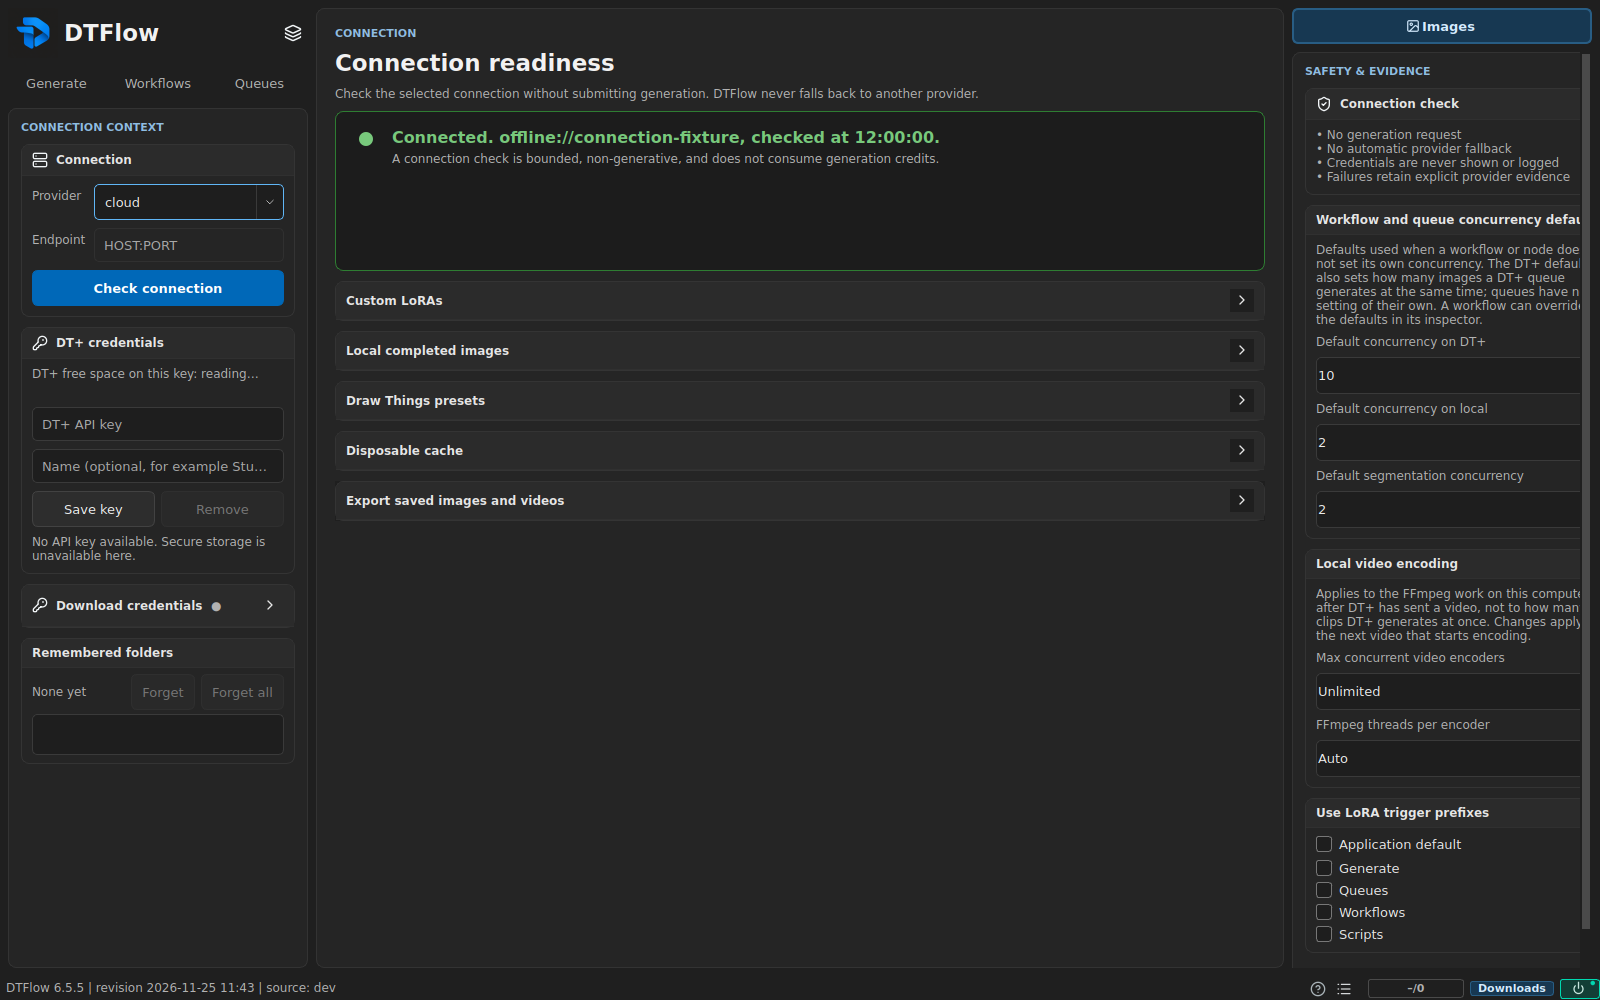 DTFlow
Generate
Workflows
Queues
CONNECTION CONTEXT
Connection
Provider
cloud
Endpoint
HOST:PORT
Check connection
DT+ credentials
DT+ free space on this key: reading...
DT+ API key
Name (optional, for example Stu...
Save key
Remove
No API key available. Secure storage is
unavailable here.
Download credentials
Remembered folders
None yet
Forget
Forget all
CONNECTION
Connection readiness
Check the selected connection without submitting generation. DTFlow never falls back to another provider.
Connected. offline://connection-fixture, checked at 12:00:00.
A connection check is bounded, non-generative, and does not consume generation credits.
Custom LoRAs
Local completed images
Draw Things presets
Disposable cache
Export saved images and videos
Images
SAFETY & EVIDENCE
Connection check
• No generation request
• No automatic provider fallback
• Credentials are never shown or logged
• Failures retain explicit provider evidence
Workflow and queue concurrency defau
Defaults used when a workflow or node doe
not set its own concurrency. The DT+ defaul
also sets how many images a DT+ queue
generates at the same time; queues have n
setting of their own. A workflow can override
the defaults in its inspector.
Default concurrency on DT+
10
Default concurrency on local
2
Default segmentation concurrency
2
Local video encoding
Applies to the FFmpeg work on this compute
after DT+ has sent a video, not to how man
clips DT+ generates at once. Changes apply
the next video that starts encoding.
Max concurrent video encoders
Unlimited
FFmpeg threads per encoder
Auto
Use LoRA trigger prefixes
Application default
Generate
Queues
Workflows
Scripts
DTFlow 6.5.5 | revision 2026-11-25 11:43 | source: dev
-/0
Downloads